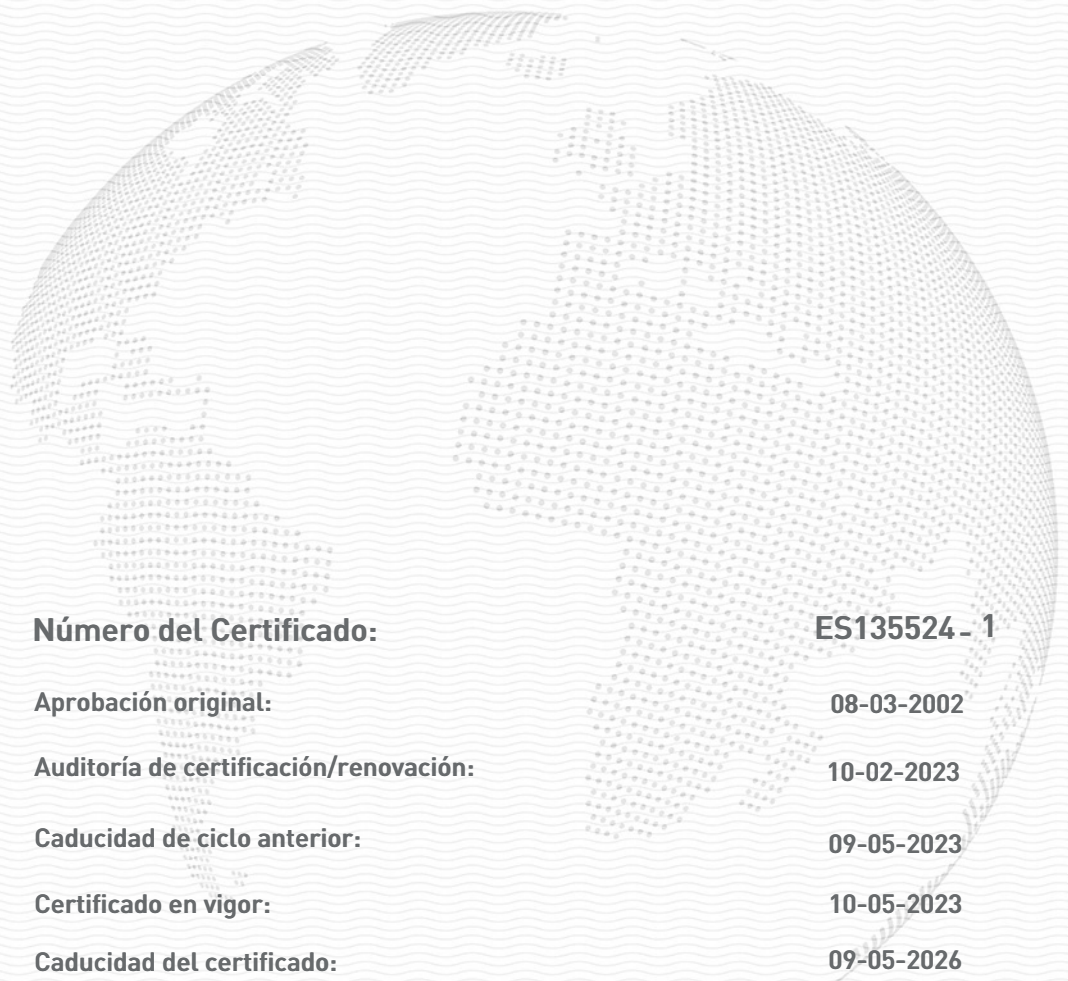 Número del Certificado: ES135524- 1
Aprobación original: 08-03-2002
Auditoría de certificación/renovación: 10-02-2023
Caducidad de ciclo anterior: 09-05-2023
Certificado en vigor: 10-05-2023
Caducidad del certificado: 09-05-2026